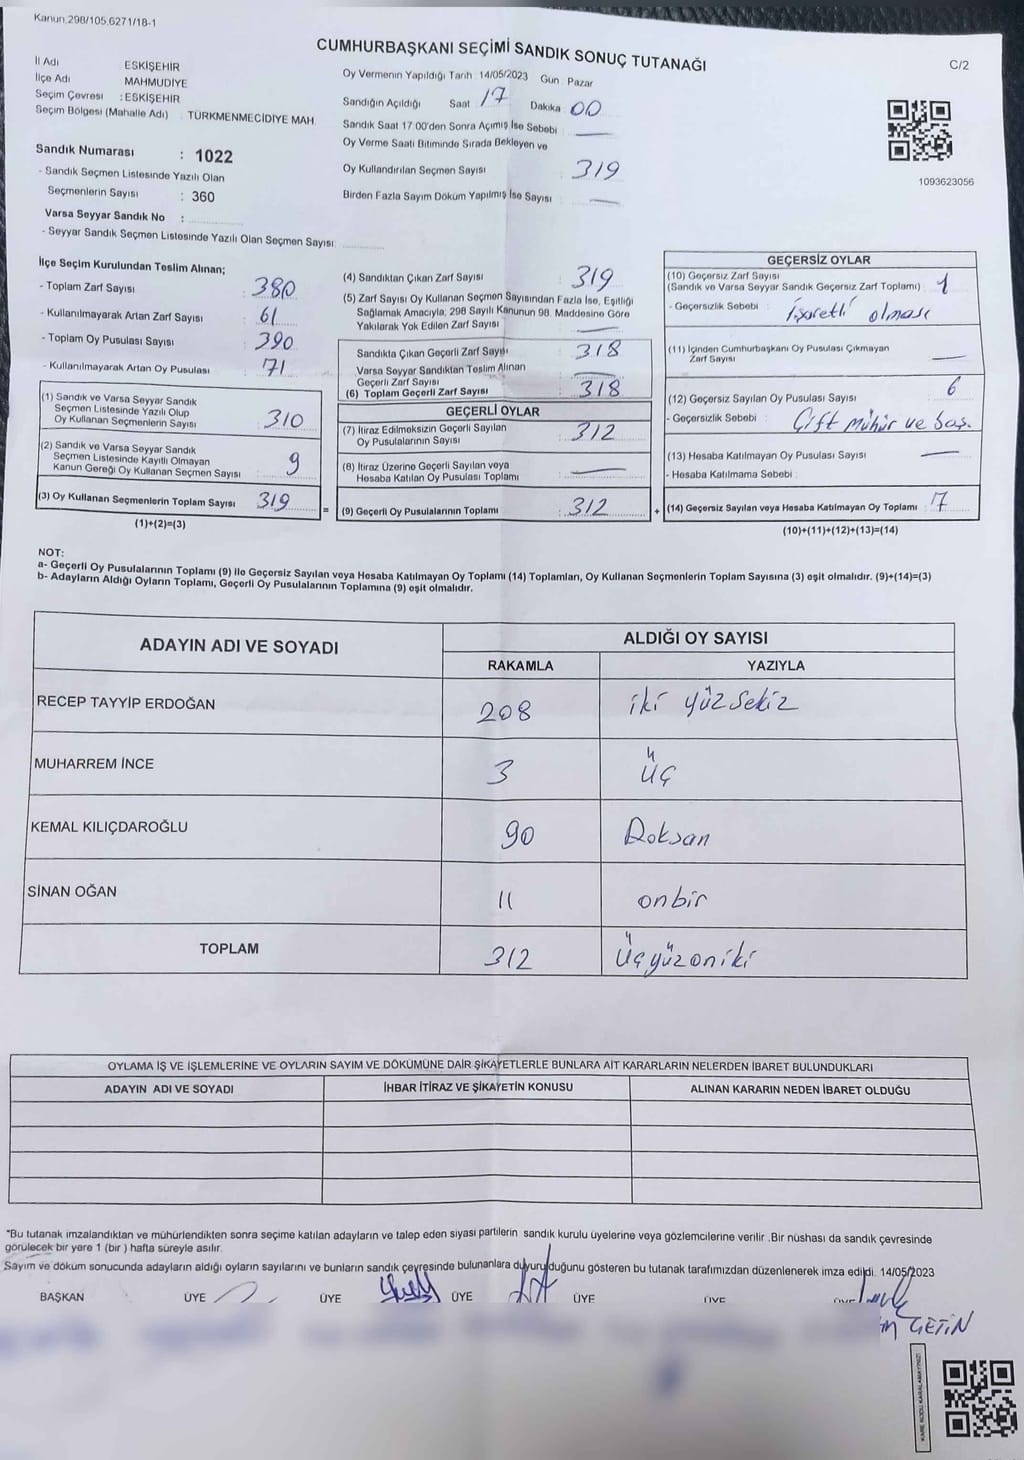 Kanun.298/105,6271/18-1
CUMHURBAŞKANI SEÇİMİ SANDIK SONUÇ TUTANAĞI
C/2
İl Adı ESKİŞEHİR
İlçe Adı MAHMUDİYE
Seçim Çevresi : ESKİŞEHİR
Seçim Bölgesi (Mahalle Adı) : TÜRKMENMECİDİYE MAH.
Sandık Numarası : 1022
- Sandık Seçmen Listesinde Yazılı Olan
Seçmenlerin Sayısı : 360
Varsa Seyyar Sandık No :
- Seyyar Sandık Seçmen Listesinde Yazılı Olan Seçmen Sayısı:
Oy Vermenin Yapıldığı Tarih 14/05/2023 Gün : Pazar
Sandığın Açıldığı Saat 17 Dakika 00
Sandık Saat 17:00'den Sonra Açımış İse Sebebi
Oy Verme Saati Bitiminde Sırada Bekleyen ve
Oy Kullandırılan Seçmen Sayısı : 319
Birden Fazla Sayım Döküm Yapılmış İse Sayısı :
1093623056
İlçe Seçim Kurulundan Teslim Alınan;
- Toplam Zarf Sayısı : 380
- Kullanılmayarak Artan Zarf Sayısı : 61
- Toplam Oy Pusulası Sayısı : 390
- Kullanılmayarak Artan Oy Pusulası : 71
(1) Sandık ve Varsa Seyyar Sandık
Seçmen Listesinde Yazılı Olup
Oy Kullanan Seçmenlerin Sayısı : 310
(2) Sandık ve Varsa Seyyar Sandık
Seçmen Listesinde Kayıtlı Olmayan
Kanun Gereği Oy Kullanan Seçmen Sayısı : 9
(3) Oy Kullanan Seçmenlerin Toplam Sayısı 319
(1)+(2)=(3)
=
(4) Sandıktan Çıkan Zarf Sayısı : 319
(5) Zarf Sayısı Oy Kullanan Seçmen Sayısından Fazla İse, Eşitliği
Sağlamak Amacıyla, 298 Sayılı Kanunun 98. Maddesine Göre
Yakılarak Yok Edilen Zarf Sayısı :
Sandıkta Çıkan Geçerli Zarf Sayısı : 318
Varsa Seyyar Sandıktan Teslim Alınan
Geçerli Zarf Sayısı
(6) Toplam Geçerli Zarf Sayısı : 318
GEÇERLİ OYLAR
(7) İtiraz Edilmeksizin Geçerli Sayılan
Oy Pusulalarının Sayısı : 312
(8) İtiraz Üzerine Geçerli Sayılan veya
Hesaba Katılan Oy Pusulası Toplamı :
(9) Geçerli Oy Pusulalarının Toplamı : 312
+
GEÇERSİZ OYLAR
(10) Geçersiz Zarf Sayısı
(Sandık ve Varsa Seyyar Sandık Geçersiz Zarf Toplamı) : 1
- Geçersizlik Sebebi : İşaretli olması
(11) İçinden Cumhurbaşkanı Oy Pusulası Çıkmayan
Zarf Sayısı
(12) Geçersiz Sayılan Oy Pusulası Sayısı : 6
- Geçersizlik Sebebi : Çift Mühür ve boş.
(13) Hesaba Katılmayan Oy Pusulası Sayısı :
- Hesaba Katılmama Sebebi :
(14) Geçersiz Sayılan veya Hesaba Katılmayan Oy Toplamı : 7
(10)+(11)+(12)+(13)=(14)
NOT:
a- Geçerli Oy Pusulalarının Toplamı (9) ile Geçersiz Sayılan veya Hesaba Katılmayan Oy Toplamı (14) Toplamları, Oy Kullanan Seçmenlerin Toplam Sayısına (3) eşit olmalıdır. (9)+(14)=(3)
b- Adayların Aldığı Oyların Toplamı, Geçerli Oy Pusulalarının Toplamına (9) eşit olmalıdır.
ADAYIN ADI VE SOYADI ALDIĞI OY SAYISI
RAKAMLA YAZIYLA
RECEP TAYYİP ERDOĞAN 208 iki yüz sekiz
MUHARREM İNCE 3 üç
KEMAL KILIÇDAROĞLU 90 Doksan
SİNAN OĞAN 11 onbir
TOPLAM 312 Üçyüzoniki
OYLAMA İŞ VE İŞLEMLERİNE VE OYLARIN SAYIM VE DÖKÜMÜNE DAİR ŞİKAYETLERLE BUNLARA AİT KARARLARIN NELERDEN İBARET BULUNDUKLARI
ADAYIN ADI VE SOYADI İHBAR İTİRAZ VE ŞİKAYETİN KONUSU ALINAN KARARIN NEDEN İBARET OLDUĞU
*Bu tutanak imzalandıktan ve mühürlendikten sonra seçime katılan adayların ve talep eden siyasi partilerin sandık kurulu üyelerine veya gözlemcilerine verilir .Bir nüshası da sandık çevresinde
görülecek bir yere 1 (bir ) hafta süreyle asılır.
Sayım ve döküm sonucunda adayların aldığı oyların sayılarını ve bunların sandık çevresinde bulunanlara duyurulduğunu gösteren bu tutanak tarafımızdan düzenlenerek imza edildi. 14/05/2023
BAŞKAN ÜYE ÜYE ÜYE ÜYE ÜYE ÜYE
ÇETİN
KARE KODU KARALAMAYINIZ!